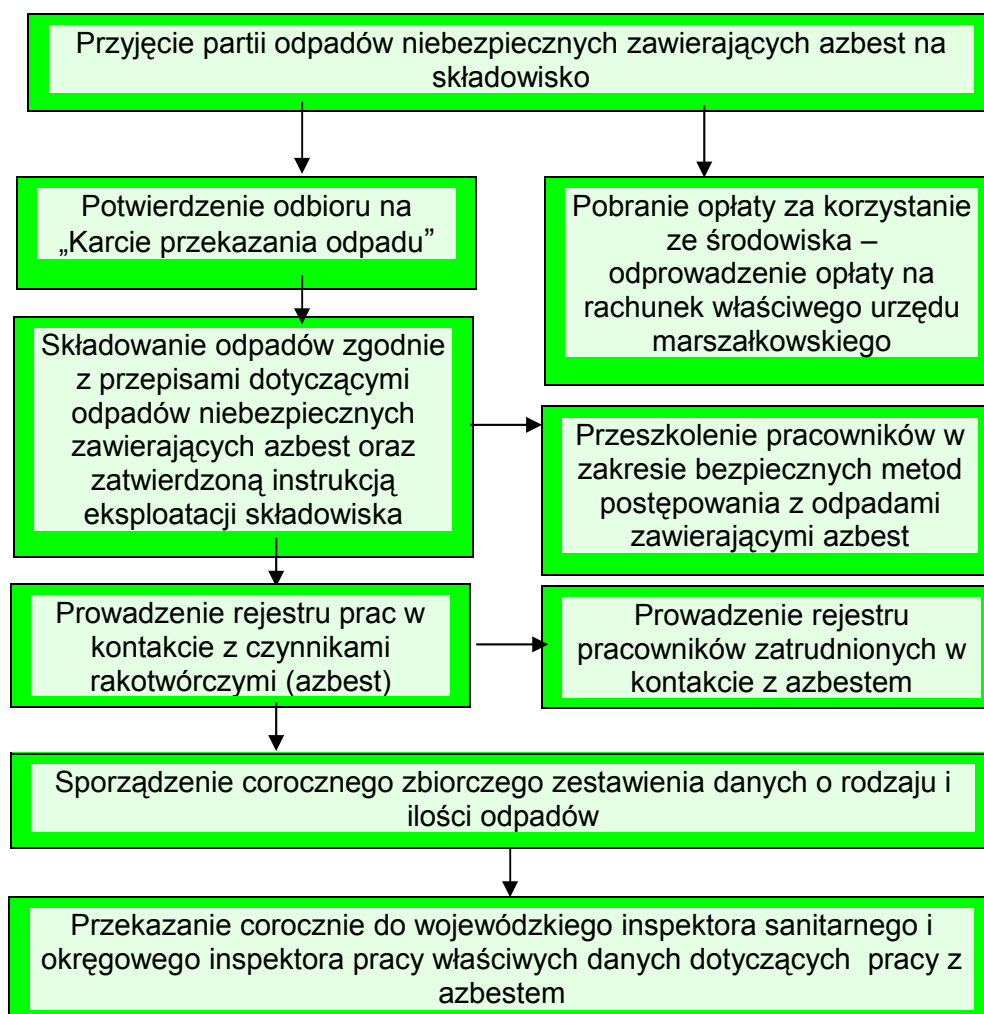 Przyjęcie partii odpadów niebezpiecznych zawierających azbest na
składowisko
Potwierdzenie odbioru na
„Karcie przekazania odpadu”
Pobranie opłaty za korzystanie
ze środowiska –
odprowadzenie opłaty na
rachunek właściwego urzędu
marszałkowskiego
Składowanie odpadów zgodnie
z przepisami dotyczącymi
odpadów niebezpiecznych
zawierających azbest oraz
zatwierdzoną instrukcją
eksploatacji składowiska
Przeszkolenie pracowników w
zakresie bezpiecznych metod
postępowania z odpadami
zawierającymi azbest
Prowadzenie rejestru prac w
kontakcie z czynnikami
rakotwórczymi (azbest)
Prowadzenie rejestru
pracowników zatrudnionych w
kontakcie z azbestem
Sporządzenie corocznego zbiorczego zestawienia danych o rodzaju i
ilości odpadów
Przekazanie corocznie do wojewódzkiego inspektora sanitarnego i
okręgowego inspektora pracy właściwych danych dotyczących pracy z
azbestem